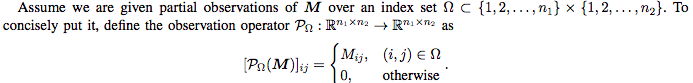 Assume we are given partial observations of M over an index set Ω ⊂ {1, 2, . . . , n₁} × {1, 2, . . . , n₂}. To
concisely put it, define the observation operator 𝒫_Ω : ℝ^{n₁×n₂} → ℝ^{n₁×n₂} as
[𝒫_Ω(M)]_{ij} = { M_{ij}, (i, j) ∈ Ω
0, otherwise .